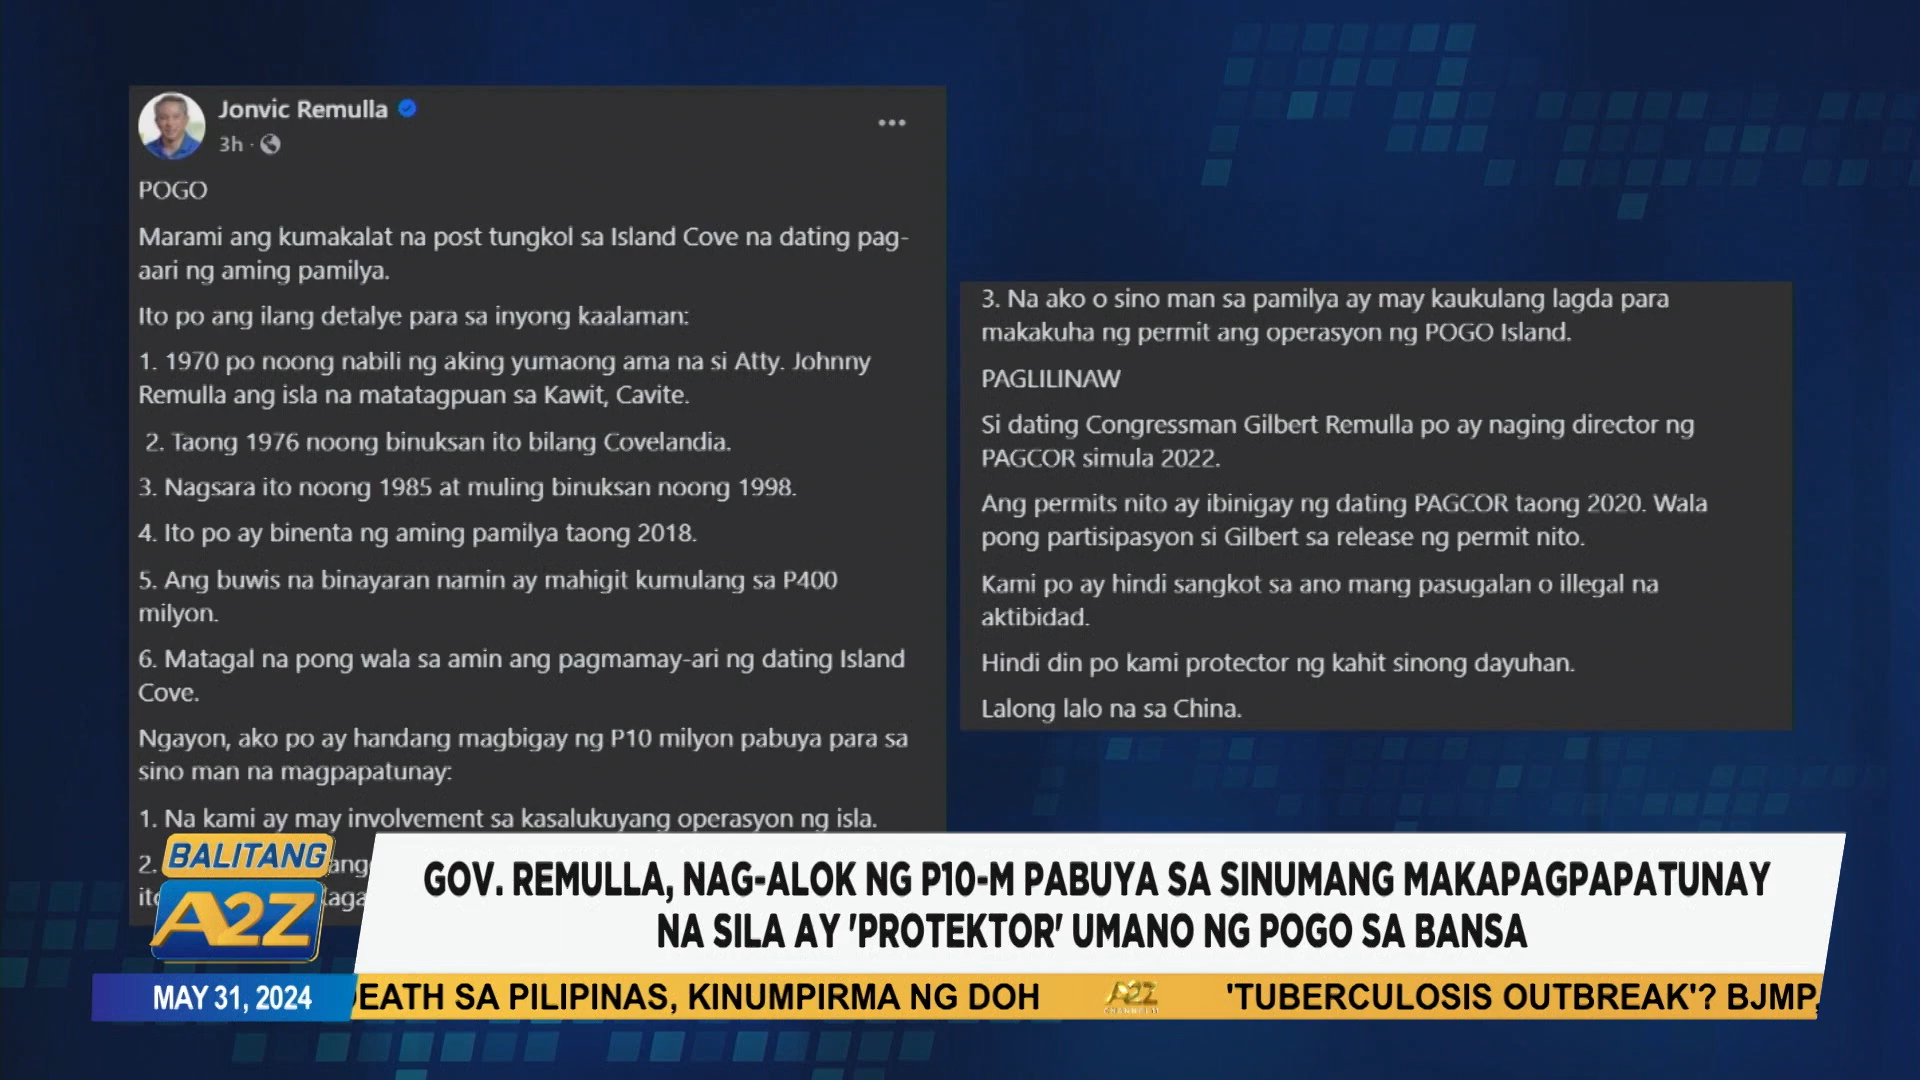 Jonvic Remulla
3h ·
POGO
Marami ang kumakalat na post tungkol sa Island Cove na dating pag-
aari ng aming pamilya.
Ito po ang ilang detalye para sa inyong kaalaman:
1. 1970 po noong nabili ng aking yumaong ama na si Atty. Johnny
Remulla ang isla na matatagpuan sa Kawit, Cavite.
2. Taong 1976 noong binuksan ito bilang Covelandia.
3. Nagsara ito noong 1985 at muling binuksan noong 1998.
4. Ito po ay binenta ng aming pamilya taong 2018.
5. Ang buwis na binayaran namin ay mahigit kumulang sa P400
milyon.
6. Matagal na pong wala sa amin ang pagmamay-ari ng dating Island
Cove.
Ngayon, ako po ay handang magbigay ng P10 milyon pabuya para sa
sino man na magpapatunay:
1. Na kami ay may involvement sa kasalukuyang operasyon ng isla.
2.
3. Na ako o sino man sa pamilya ay may kaukulang lagda para
makakuha ng permit ang operasyon ng POGO Island.
PAGLILINAW
Si dating Congressman Gilbert Remulla po ay naging director ng
PAGCOR simula 2022.
Ang permits nito ay ibinigay ng dating PAGCOR taong 2020. Wala
pong partisipasyon si Gilbert sa release ng permit nito.
Kami po ay hindi sangkot sa ano mang pasugalan o illegal na
aktibidad.
Hindi din po kami protector ng kahit sinong dayuhan.
Lalong lalo na sa China.
BALITANG
A2Z
GOV. REMULLA, NAG-ALOK NG P10-M PABUYA SA SINUMANG MAKAPAGPAPATUNAY
NA SILA AY 'PROTEKTOR' UMANO NG POGO SA BANSA
MAY 31, 2024
EATH SA PILIPINAS, KINUMPIRMA NG DOH A2Z CHANNEL 11 'TUBERCULOSIS OUTBREAK'? BJMP,